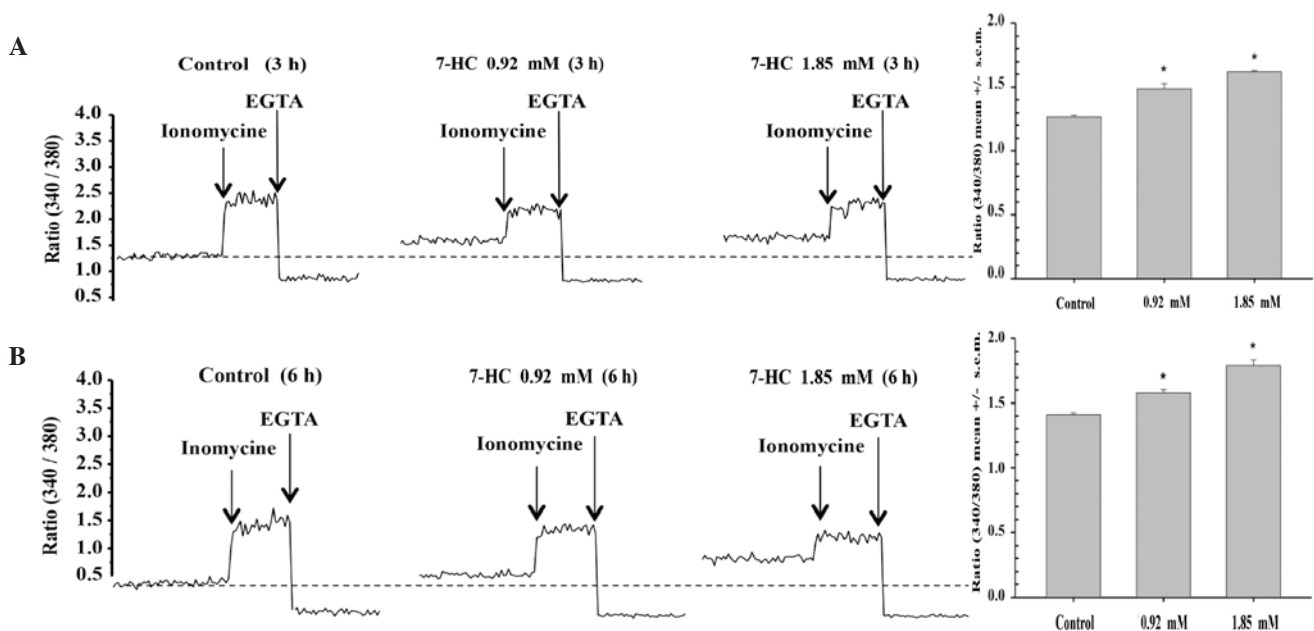 A
Control (3 h)
7-HC 0.92 mM (3 h)
7-HC 1.85 mM (3 h)
EGTA
EGTA
EGTA
Ionomycine
Ionomycine
Ionomycine
Ratio (340 / 380)
4.0
3.5
3.0
2.5
2.0
1.5
1.0
0.5
Ratio (340/380) mean +/- s.e.m.
2.0
1.5
1.0
0.5
0.0
*
*
Control
0.92 mM
1.85 mM
B
Control (6 h)
7-HC 0.92 mM (6 h)
7-HC 1.85 mM (6 h)
EGTA
EGTA
EGTA
Inomycine
Ionomycine
Ionomycine
Ratio (340 / 380)
4.0
3.5
3.0
2.5
2.0
1.5
1.0
0.5
Ratio (340/380) mean +/- s.e.m.
2.0
1.5
1.0
0.5
0.0
*
*
Control
0.92 mM
1.85 mM